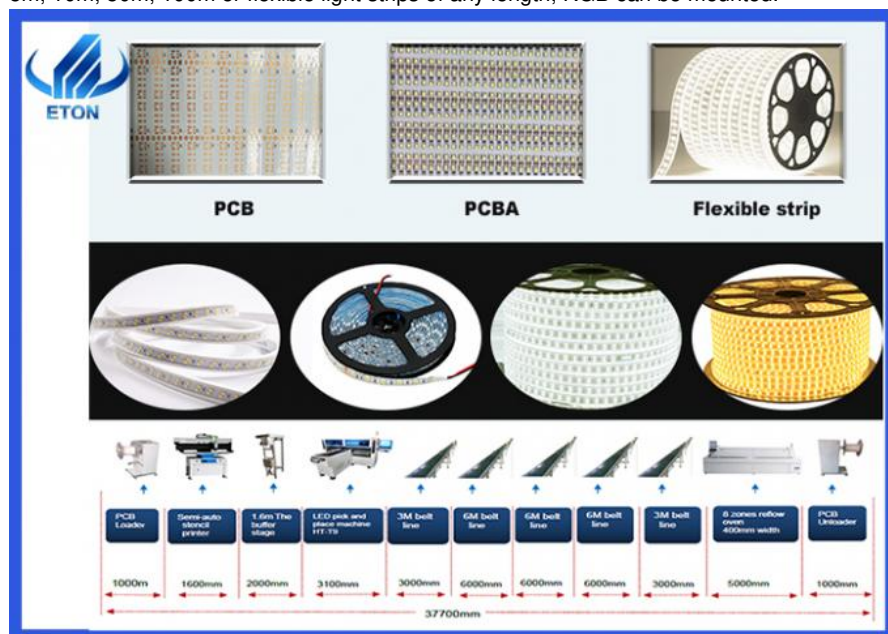 5m, 10m, 50m, 100m or flexible light strips of any length, RGB can be mounted.
ETON
PCB
PCBA
Flexible strip
PCB
Loader
Semi-auto
stencil
printer
1.6m The
buffer
stage
LED pick and
place machine
HT-T9
3M belt
line
6M belt
line
6M belt
line
6M belt
line
3M belt
line
8 zones reflow
oven
400mm width
PCB
Unloader
1000m
1600mm
2000mm
3100mm
3000mm
6000mm
6000mm
6000mm
3000mm
5000mm
1000mm
37700mm